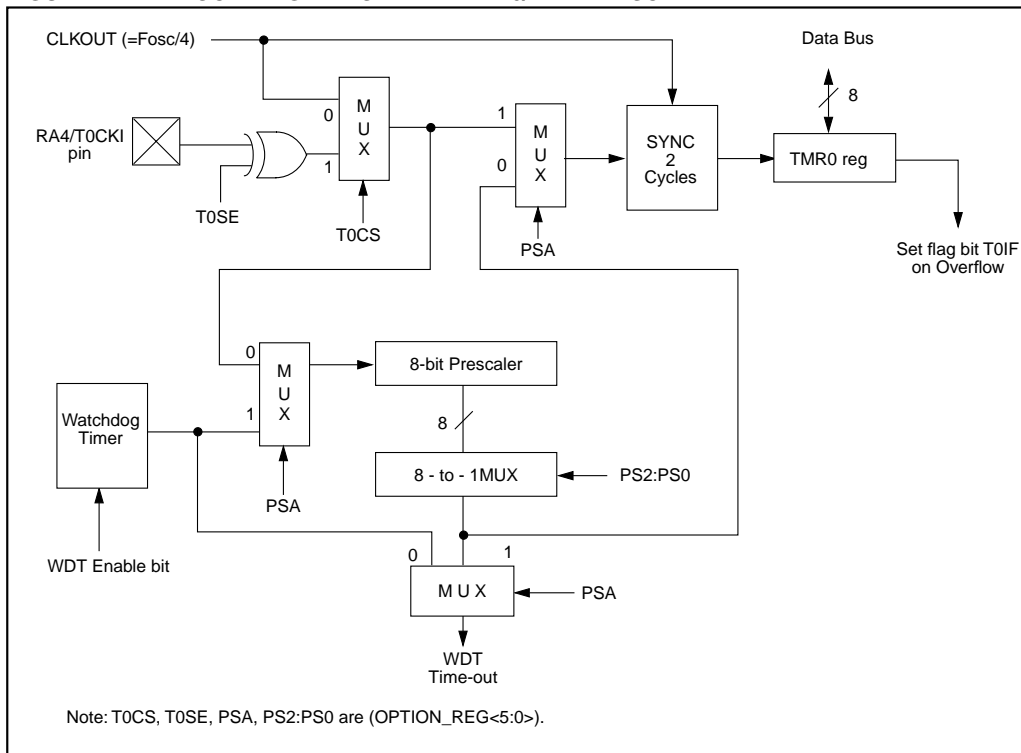 CLKOUT (=Fosc/4)
Data Bus
8
RA4/T0CKI
pin
0
1
M
U
X
1
0
M
U
X
SYNC
2
Cycles
TMR0 reg
T0SE
T0CS
PSA
Set flag bit T0IF
on Overflow
0
1
M
U
X
8-bit Prescaler
Watchdog
Timer
8
8 - to - 1MUX
PS2:PS0
PSA
WDT Enable bit
0
1
M U X
PSA
WDT
Time-out
Note: T0CS, T0SE, PSA, PS2:PS0 are (OPTION_REG<5:0>).